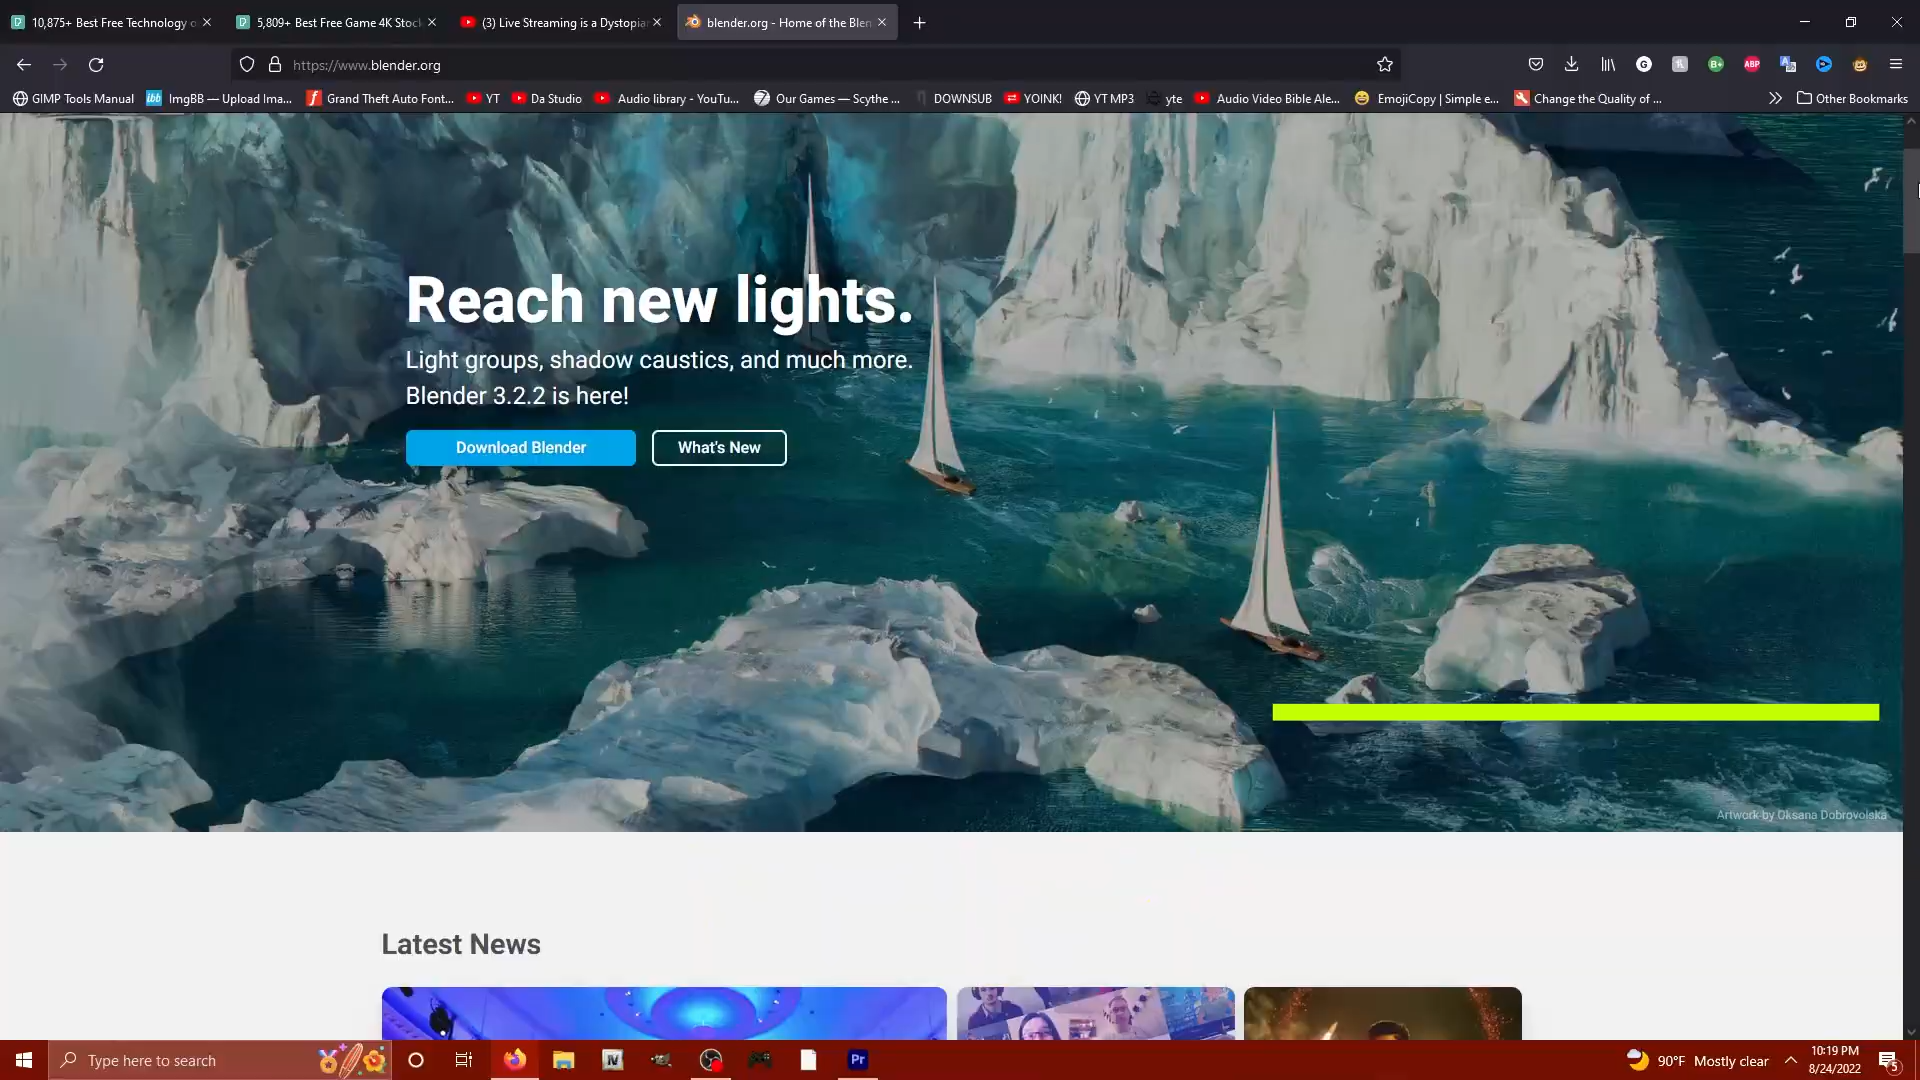 10,875+ Best Free Technology o
5,809+ Best Free Game 4K Stock
(3) Live Streaming is a Dystopia
blender.org - Home of the Blen
https://www.blender.org
GIMP Tools Manual
ibb
ImgBB — Upload Ima...
Grand Theft Auto Font...
YT
Da Studio
Audio library - YouTu...
Our Games — Scythe ...
DOWNSUB
YOINK!
YT MP3
yte
Audio Video Bible Ale...
EmojiCopy | Simple e...
Change the Quality of ...
Other Bookmarks
G
B+
ABP
Reach new lights.
Light groups, shadow caustics, and much more.
Blender 3.2.2 is here!
Download Blender
What's New
Artwork by Oksana Dobrovolska
Latest News
Type here to search
IV
Pr
90°F Mostly clear
10:19 PM
8/24/2022
5